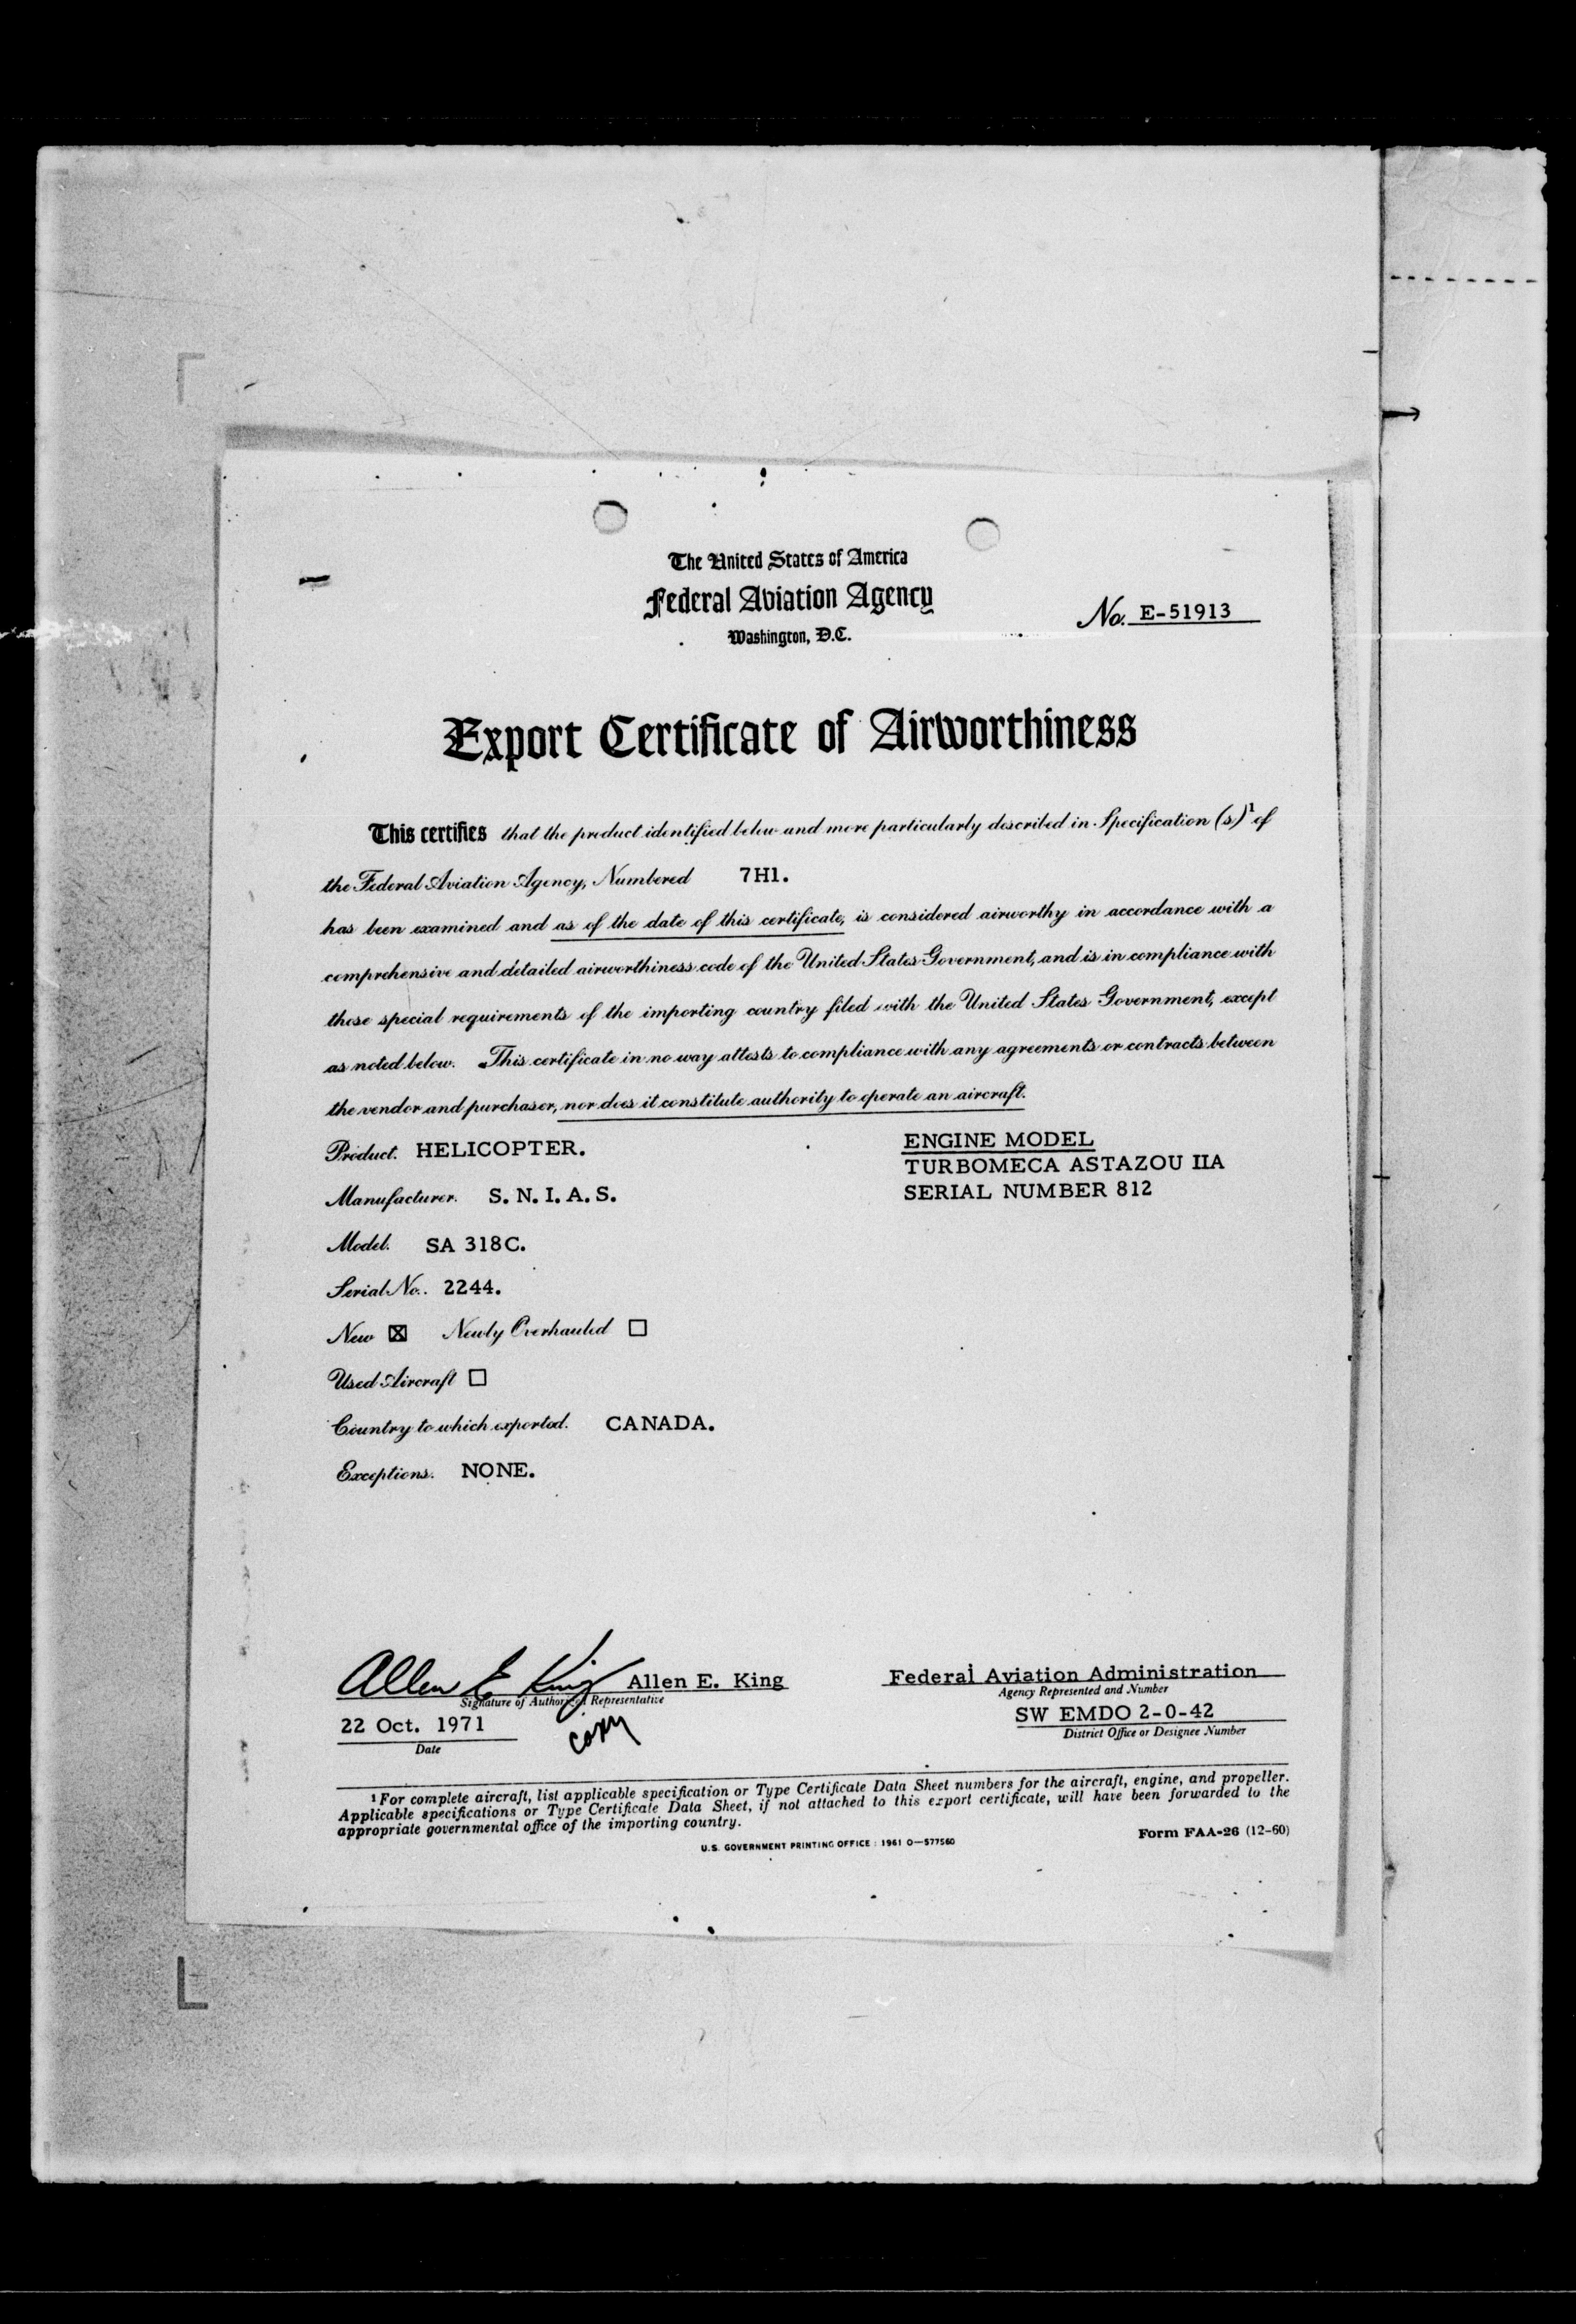 The United States of America
Federal Aviation Agency
Washington, D.C.
No. E-51913
Export Certificate of Airworthiness
This certifies that the product identified below and more particularly described in Specification (s)¹ of
the Federal Aviation Agency, Numbered 7H1.
has been examined and as of the date of this certificate, is considered airworthy in accordance with a
comprehensive and detailed airworthiness code of the United States Government, and is in compliance with
those special requirements of the importing country filed with the United States Government, except
as noted below. This certificate in no way attests to compliance with any agreements or contracts between
the vendor and purchaser, nor does it constitute authority to operate an aircraft.
Product. HELICOPTER.
Manufacturer. S. N. I. A. S.
Model. SA 318C.
Serial No.. 2244.
New ☒ Newly Overhauled ☐
Used Aircraft ☐
Country to which exported. CANADA.
Exceptions. NONE.
ENGINE MODEL
TURBOMECA ASTAZOU IIA
SERIAL NUMBER 812
Allen E King Allen E. King
Signature of Authorized Representative
22 Oct. 1971
Date
copy
Federal Aviation Administration
Agency Represented and Number
SW EMDO 2-0-42
District Office or Designee Number
¹ For complete aircraft, list applicable specification or Type Certificate Data Sheet numbers for the aircraft, engine, and propeller.
Applicable specifications or Type Certificate Data Sheet, if not attached to this export certificate, will have been forwarded to the
appropriate governmental office of the importing country.
U.S. GOVERNMENT PRINTING OFFICE : 1961 O—577560
Form FAA-26 (12-60)